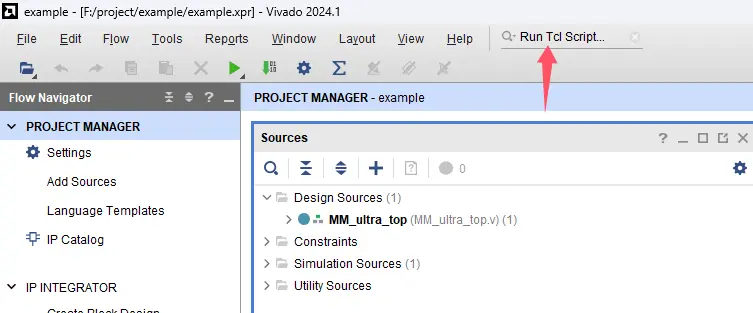 example - [F:/project/example/example.xpr] - Vivado 2024.1
File Edit Flow Tools Reports Window Layout View Help Run Tcl Script...
Flow Navigator
PROJECT MANAGER - example
PROJECT MANAGER
Settings
Add Sources
Language Templates
IP Catalog
IP INTEGRATOR
Create Block Design
Sources
0
Design Sources (1)
MM_ultra_top (MM_ultra_top.v) (1)
Constraints
Simulation Sources (1)
Utility Sources